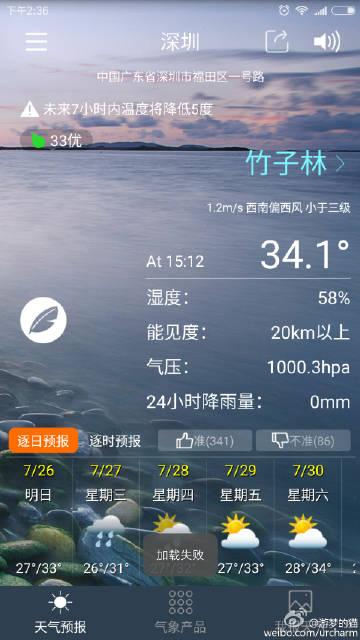 下午2:36
深圳
中国广东省深圳市福田区一号路
未来7小时内温度将降低5度
33优
竹子林
1.2m/s 西南偏西风 小于三级
At 15:12 34.1°
湿度： 58%
能见度： 20km以上
气压： 1000.3hpa
24小时降雨量： 0mm
逐日预报 逐时预报 准(341) 不准(86)
7/26 7/27 7/28 7/29 7/30
明日 星期三 星期四 星期五 星期六
加载失败
27°/33° 26°/31° 27°/33° 28°/34°
天气预报 气象产品
@游梦的猫
weibo.com/urcham